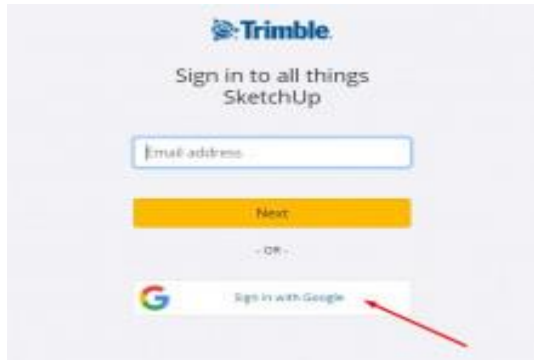 Trimble.
Sign in to all things
SketchUp
Email address
Next
- OR -
Sign in with Google